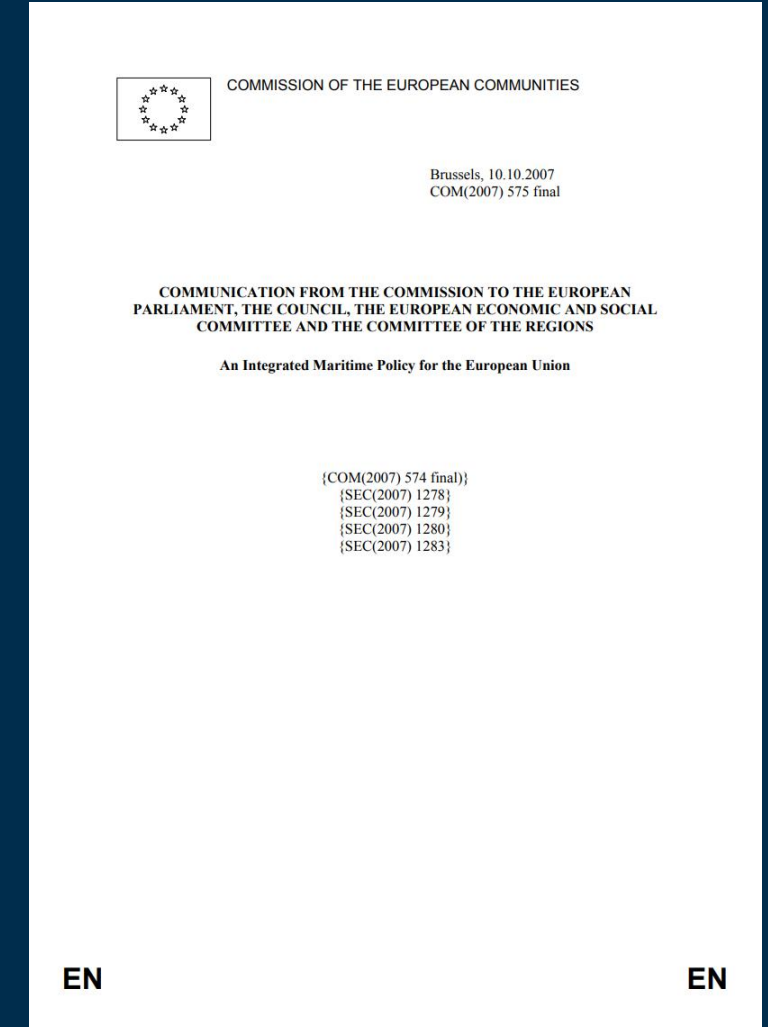 COMMISSION OF THE EUROPEAN COMMUNITIES
Brussels, 10.10.2007
COM(2007) 575 final
COMMUNICATION FROM THE COMMISSION TO THE EUROPEAN
PARLIAMENT, THE COUNCIL, THE EUROPEAN ECONOMIC AND SOCIAL
COMMITTEE AND THE COMMITTEE OF THE REGIONS
An Integrated Maritime Policy for the European Union
{COM(2007) 574 final)}
{SEC(2007) 1278}
{SEC(2007) 1279}
{SEC(2007) 1280}
{SEC(2007) 1283}
EN EN